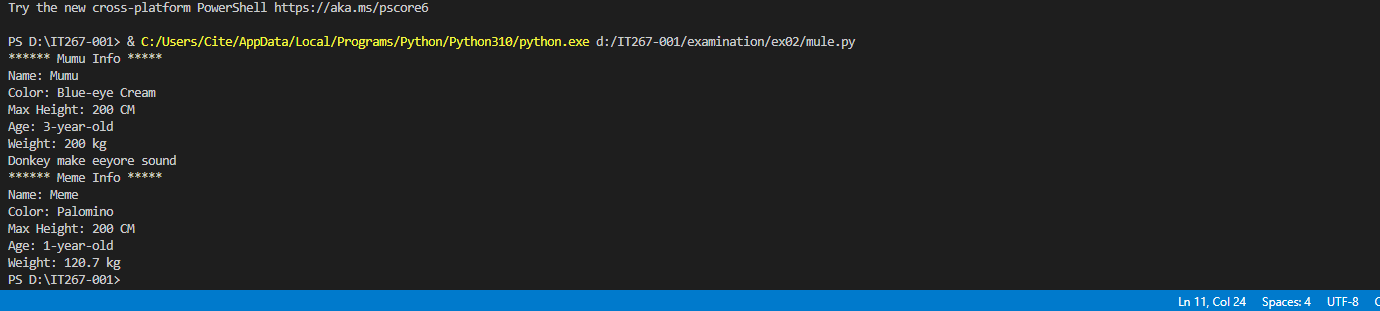 Try the new cross-platform PowerShell https://aka.ms/pscore6
PS D:\IT267-001> & C:/Users/Cite/AppData/Local/Programs/Python/Python310/python.exe d:/IT267-001/examination/ex02/mule.py
****** Mumu Info *****
Name: Mumu
Color: Blue-eye Cream
Max Height: 200 CM
Age: 3-year-old
Weight: 200 kg
Donkey make eeyore sound
****** Meme Info *****
Name: Meme
Color: Palomino
Max Height: 200 CM
Age: 1-year-old
Weight: 120.7 kg
PS D:\IT267-001>
Ln 11, Col 24 Spaces: 4 UTF-8